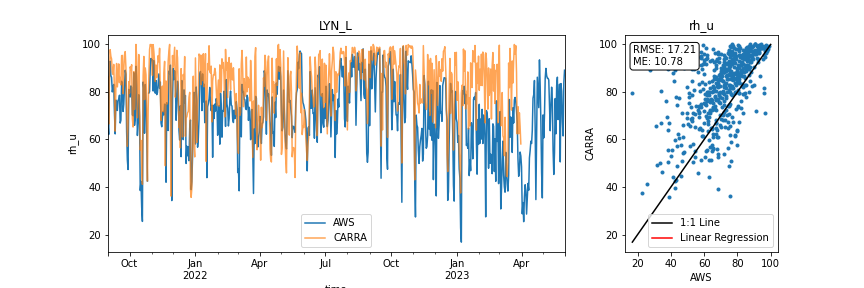 LYN_L
rh_u
100
80
60
40
20
rh_u
AWS
CARRA
Oct
Jan
2022
Apr
Jul
Oct
Jan
2023
Apr
rh_u
RMSE: 17.21
ME: 10.78
100
80
60
40
20
CARRA
1:1 Line
Linear Regression
20
40
60
80
100
AWS